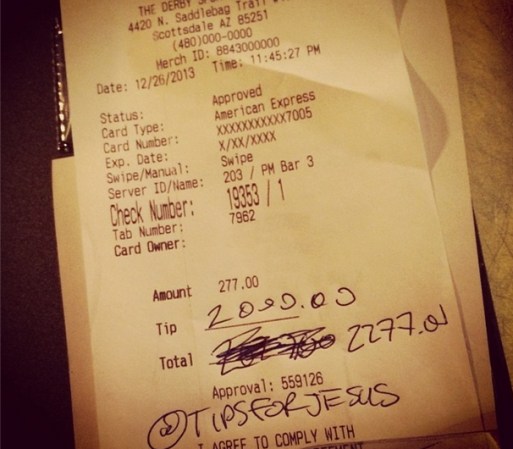 THE DERBY
4420 N. Saddlebag Trail
Scottsdale AZ 85251
(480)000-0000
Merch ID: 8843000000
Date: 12/26/2013 Time: 11:45:27 PM
Status: Approved
Card Type: American Express
Card Number: XXXXXXXXXXX7005
Exp. Date: X/XX/XXXX
Swipe/Manual: Swipe
Server ID/Name: 203 / PM Bar 3
Check Number: 19353 / 1
Tab Number: 7962
Card Owner:
Amount 277.00
Tip 2000.00
Total 2277.0
Approval: 559126
@TIPSFORJESUS
I AGREE TO COMPLY WITH